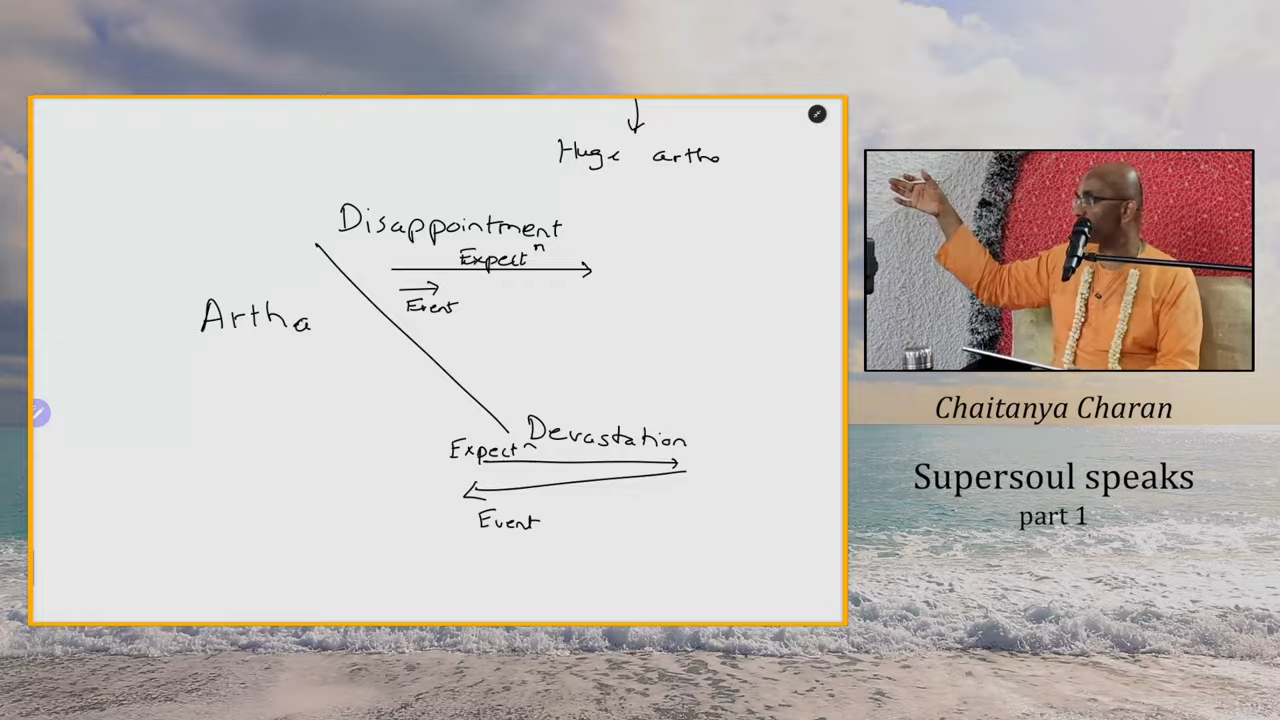 Huge artha
Disappointment
Expectⁿ
Event
Artha
Devastation
Expectⁿ
Event
Chaitanya Charan
Supersoul speaks
part 1